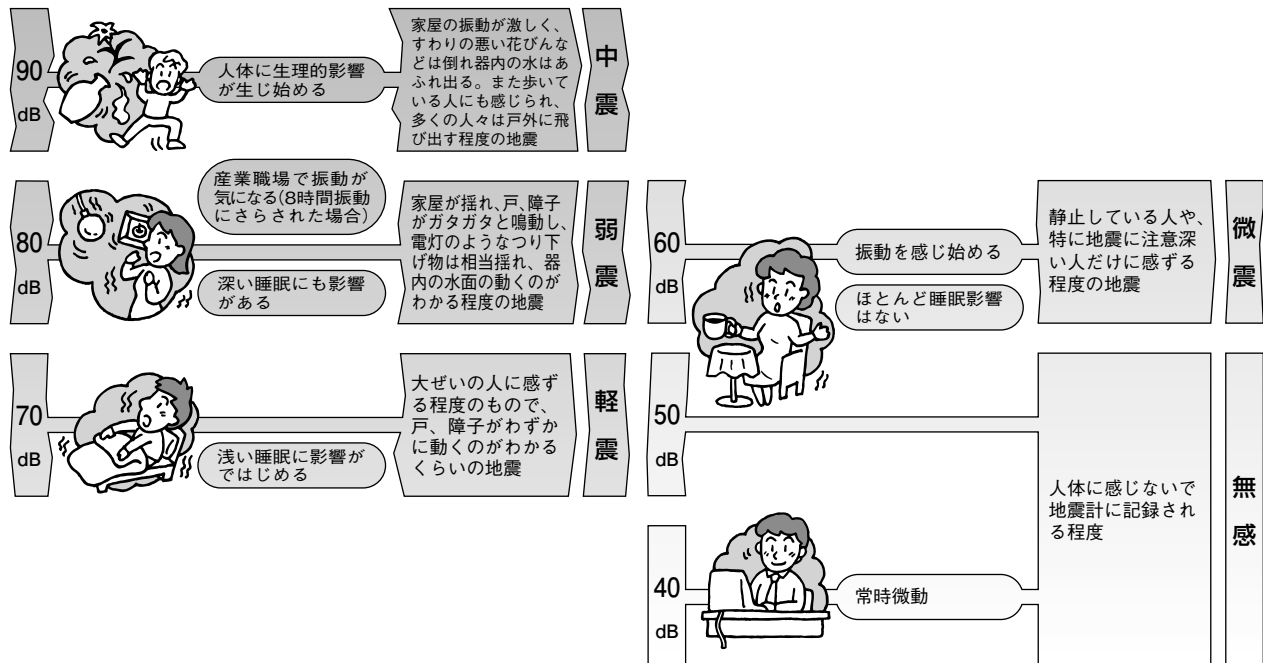 90
dB
人体に生理的影響
が生じ始める
家屋の振動が激しく、
すわりの悪い花びんな
どは倒れ器内の水はあ
ふれ出る。また歩いて
いる人にも感じられ、
多くの人々は戸外に飛
び出す程度の地震
中震
80
dB
産業職場で振動が
気になる(8時間振動
にさらされた場合)
深い睡眠にも影響
がある
家屋が揺れ、戸、障子
がガタガタと鳴動し、
電灯のようなつり下
げ物は相当揺れ、器
内の水面の動くのが
わかる程度の地震
弱震
70
dB
浅い睡眠に影響が
ではじめる
大ぜいの人に感ず
る程度のもので、
戸、障子がわずか
に動くのがわかる
くらいの地震
軽震
60
dB
振動を感じ始める
ほとんど睡眠影響
はない
静止している人や、
特に地震に注意深
い人だけに感ずる
程度の地震
微震
50
dB
40
dB
常時微動
人体に感じないで
地震計に記録され
る程度
無感